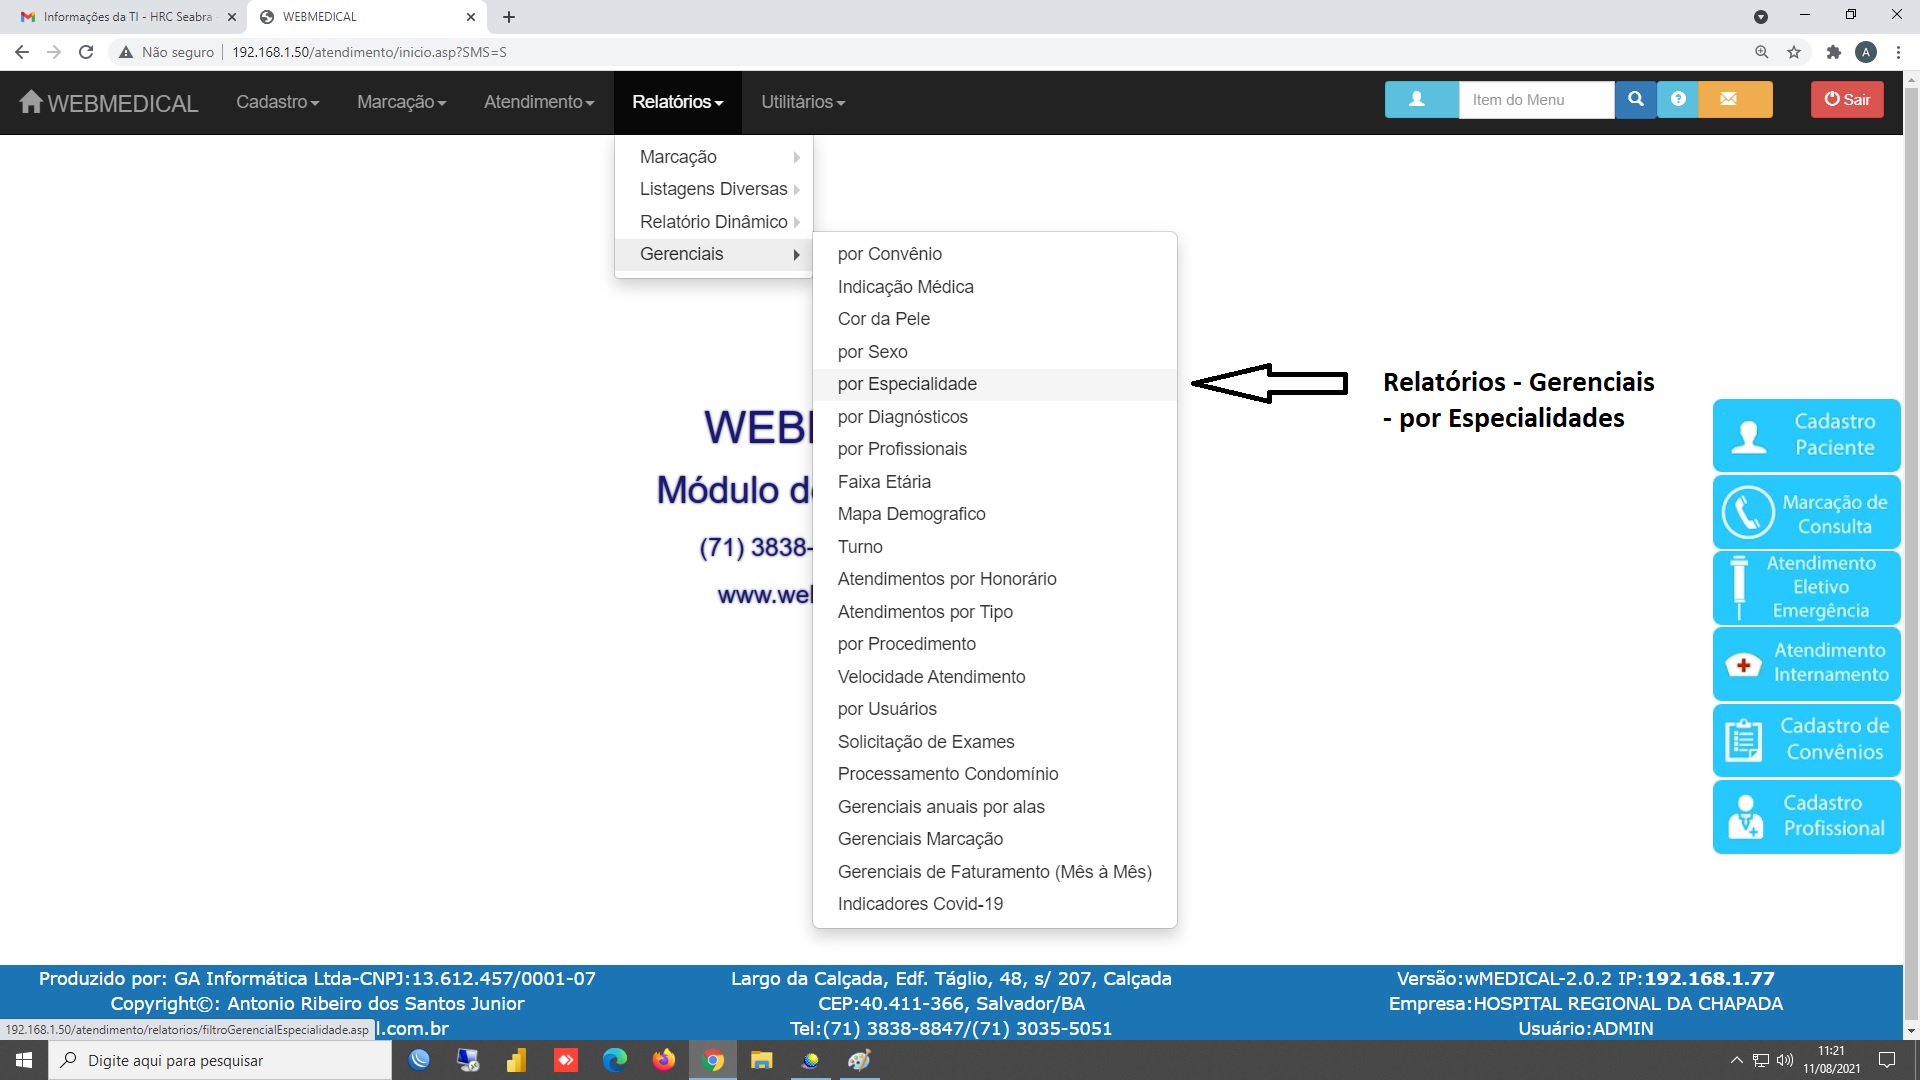 Informações da TI - HRC Seabra
WEBMEDICAL
Não seguro
192.168.1.50/atendimento/inicio.asp?SMS=S
A
WEBMEDICAL
Cadastro
Marcação
Atendimento
Relatórios
Utilitários
Item do Menu
Sair
Marcação
Listagens Diversas
Relatório Dinâmico
Gerenciais
por Convênio
Indicação Médica
Cor da Pele
por Sexo
por Especialidade
por Diagnósticos
por Profissionais
Faixa Etária
Mapa Demografico
Turno
Atendimentos por Honorário
Atendimentos por Tipo
por Procedimento
Velocidade Atendimento
por Usuários
Solicitação de Exames
Processamento Condomínio
Gerenciais anuais por alas
Gerenciais Marcação
Gerenciais de Faturamento (Mês à Mês)
Indicadores Covid-19
Relatórios - Gerenciais
- por Especialidades
Módulo
(71) 3838-
Cadastro
Paciente
Marcação de
Consulta
Atendimento
Eletivo
Emergência
Atendimento
Internamento
Cadastro de
Convênios
Cadastro
Profissional
Produzido por: GA Informática Ltda-CNPJ:13.612.457/0001-07
Copyright©: Antonio Ribeiro dos Santos Junior
l.com.br
Largo da Calçada, Edf. Táglio, 48, s/ 207, Calçada
CEP:40.411-366, Salvador/BA
Tel:(71) 3838-8847/(71) 3035-5051
Versão:wMEDICAL-2.0.2 IP:192.168.1.77
Empresa:HOSPITAL REGIONAL DA CHAPADA
Usuário:ADMIN
192.168.1.50/atendimento/relatorios/filtroGerencialEspecialidade.asp
Digite aqui para pesquisar
11:21
11/08/2021